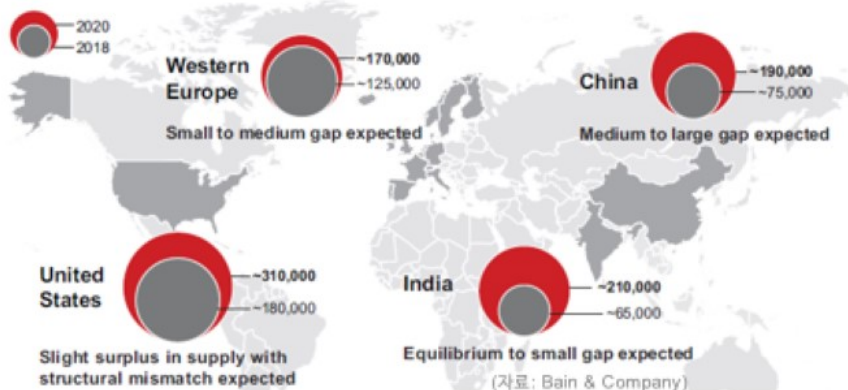 2020
2018
Western
Europe
~170,000
~125,000
Small to medium gap expected
China
~190,000
~75,000
Medium to large gap expected
United
States
~310,000
~180,000
Slight surplus in supply with
structural mismatch expected
India
~210,000
~65,000
Equilibrium to small gap expected
(자료: Bain & Company)